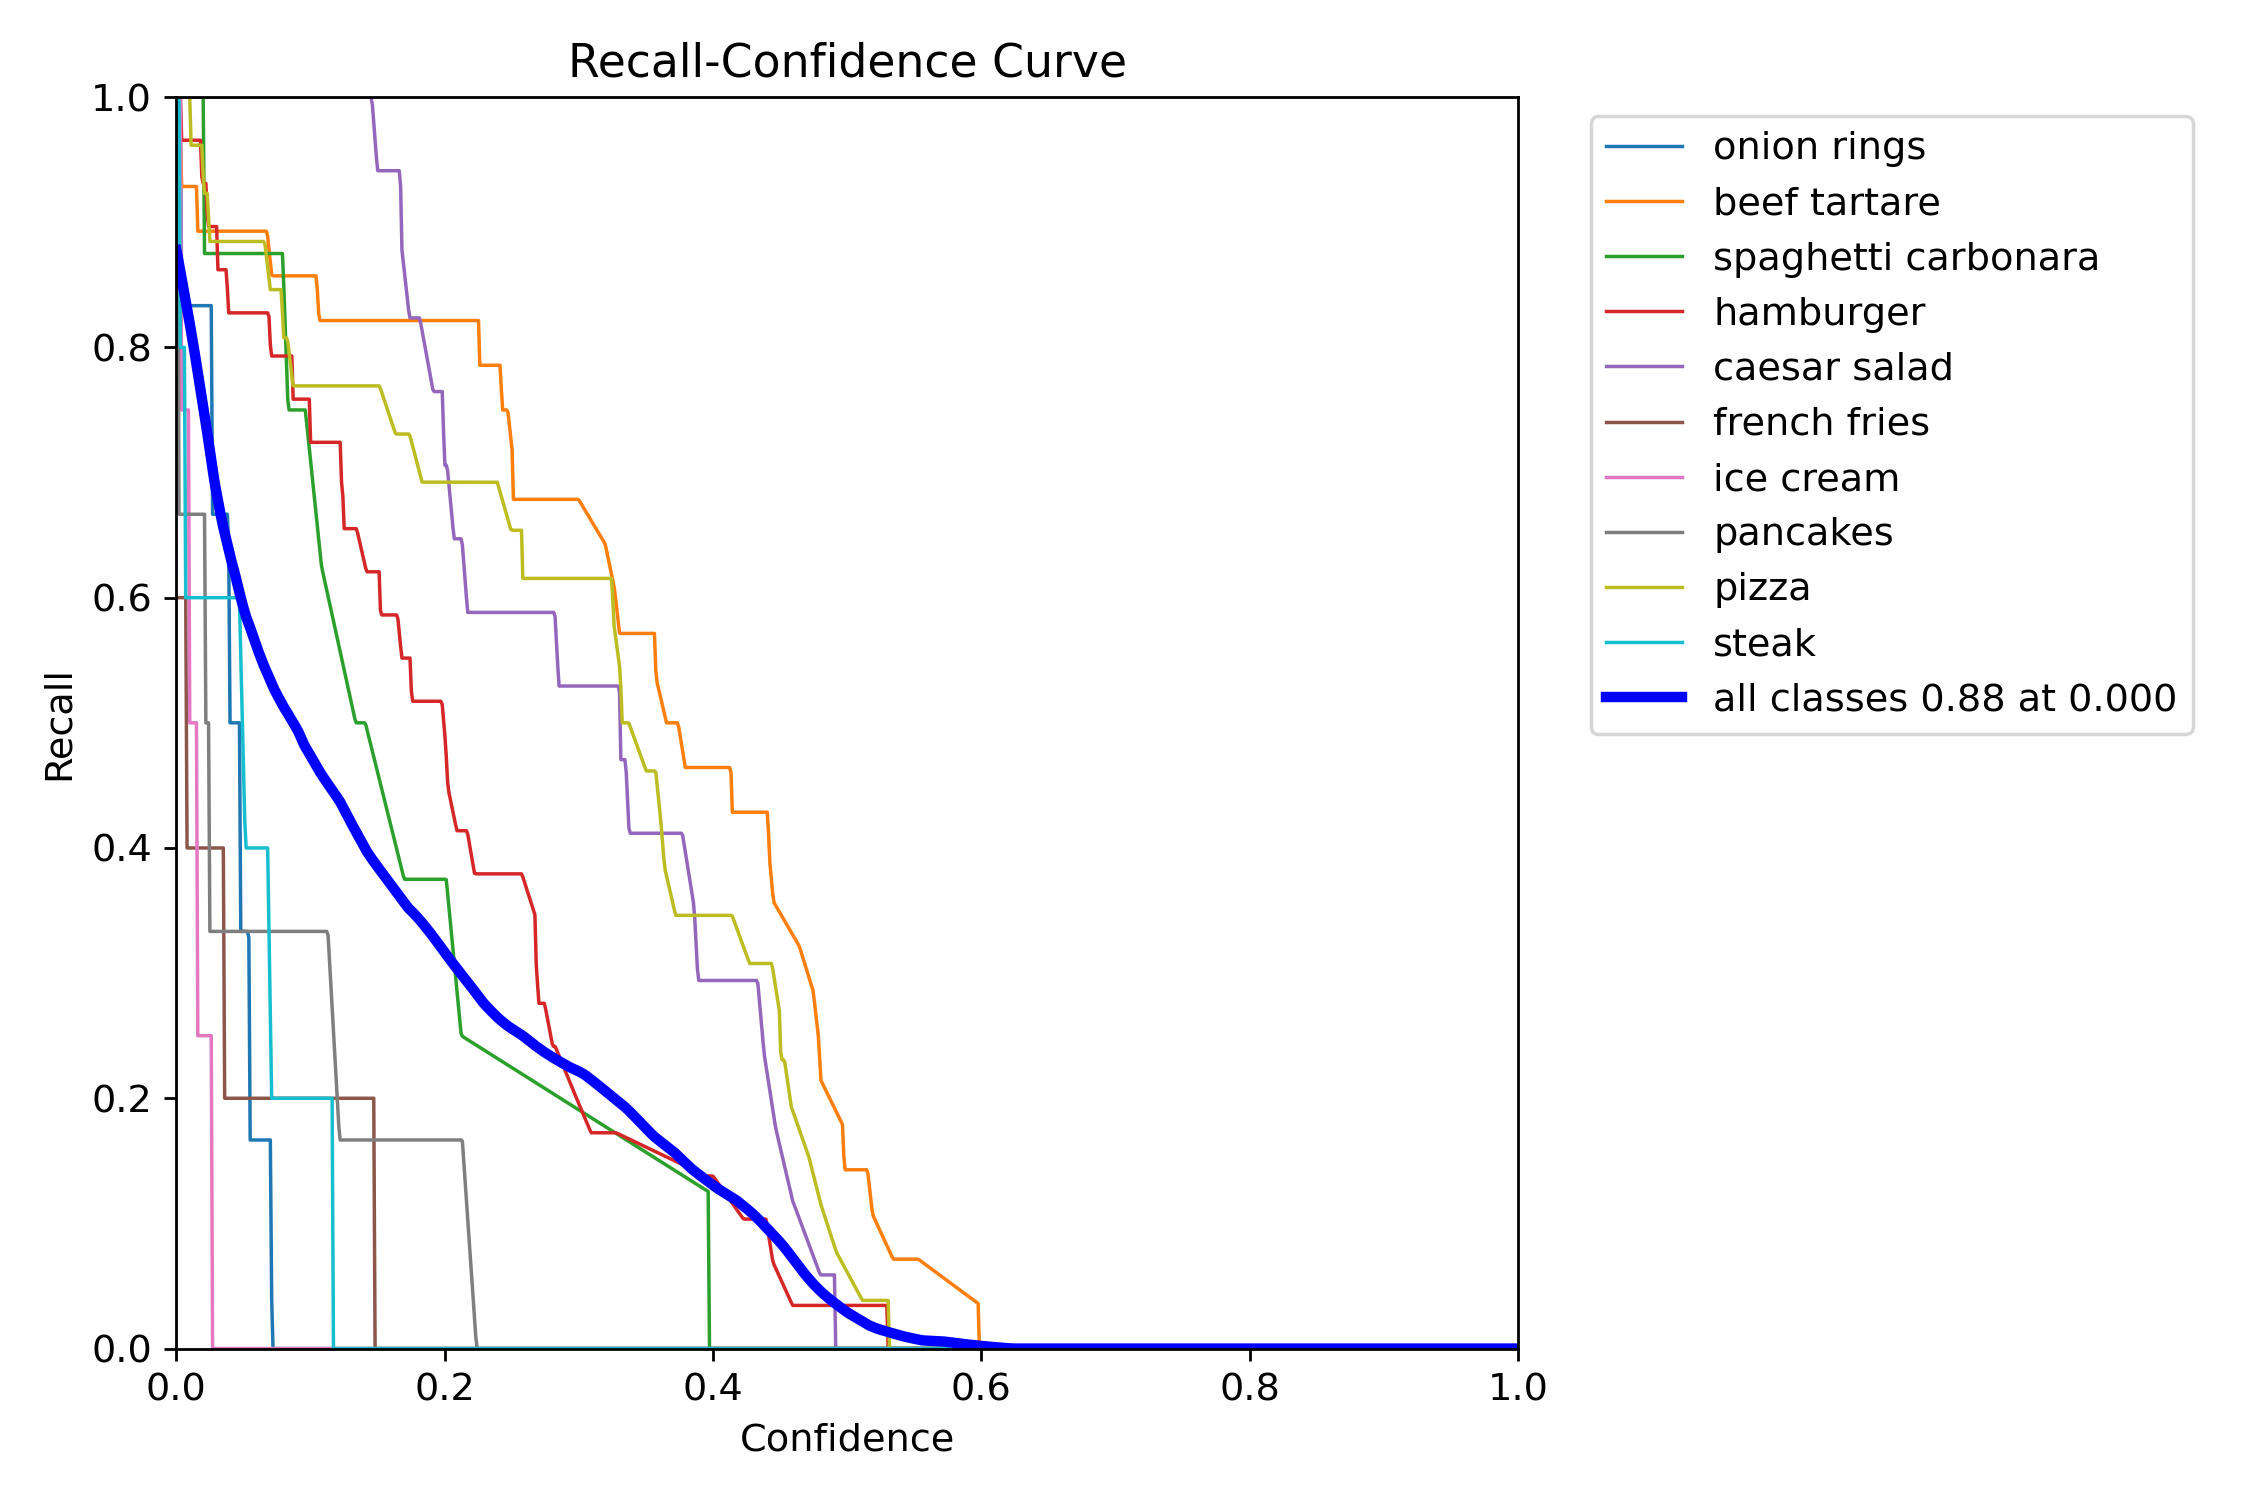 Recall-Confidence Curve
1.0
0.8
0.6
0.4
0.2
0.0
Recall
0.0 0.2 0.4 0.6 0.8 1.0
Confidence
onion rings
beef tartare
spaghetti carbonara
hamburger
caesar salad
french fries
ice cream
pancakes
pizza
steak
all classes 0.88 at 0.000